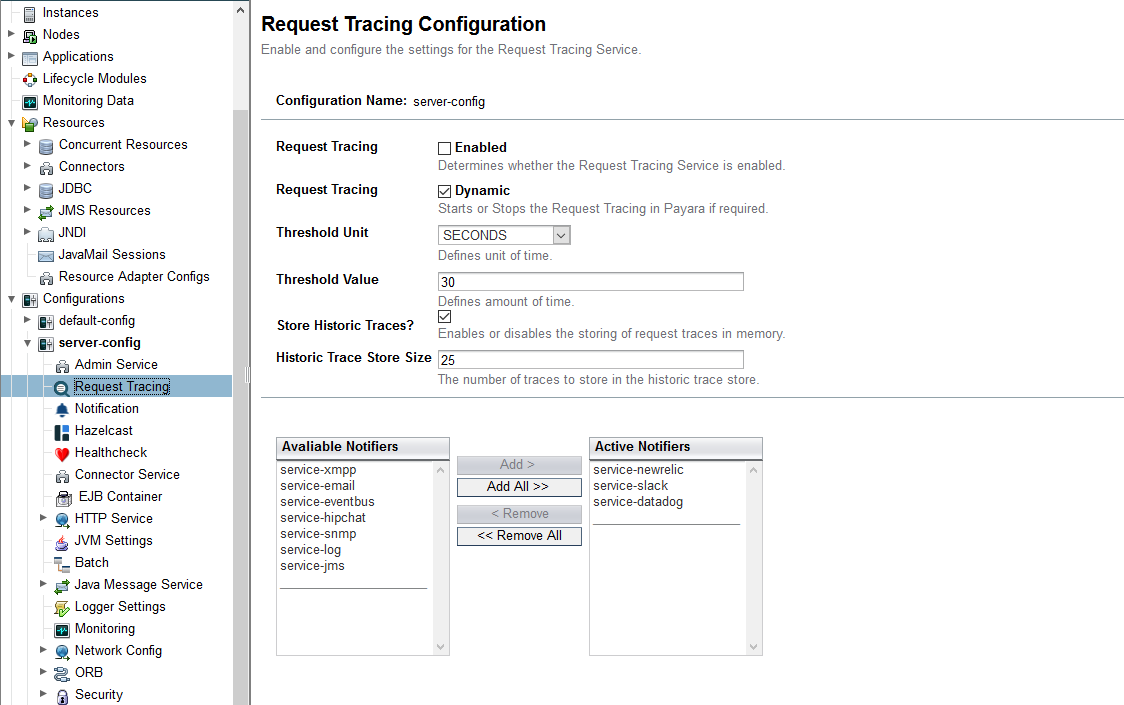 Instances
Nodes
Applications
Lifecycle Modules
Monitoring Data
Resources
Concurrent Resources
Connectors
JDBC
JMS Resources
JNDI
JavaMail Sessions
Resource Adapter Configs
Configurations
default-config
server-config
Admin Service
Request Tracing
Notification
Hazelcast
Healthcheck
Connector Service
EJB Container
HTTP Service
JVM Settings
Batch
Java Message Service
Logger Settings
Monitoring
Network Config
ORB
Security
Request Tracing Configuration
Enable and configure the settings for the Request Tracing Service.
Configuration Name: server-config
Request Tracing Enabled
Determines whether the Request Tracing Service is enabled.
Request Tracing Dynamic
Starts or Stops the Request Tracing in Payara if required.
Threshold Unit SECONDS
Defines unit of time.
Threshold Value 30
Defines amount of time.
Store Historic Traces?
Enables or disables the storing of request traces in memory.
Historic Trace Store Size 25
The number of traces to store in the historic trace store.
Avaliable Notifiers
service-xmpp
service-email
service-eventbus
service-hipchat
service-snmp
service-log
service-jms
Add >
Add All >>
< Remove
<< Remove All
Active Notifiers
service-newrelic
service-slack
service-datadog